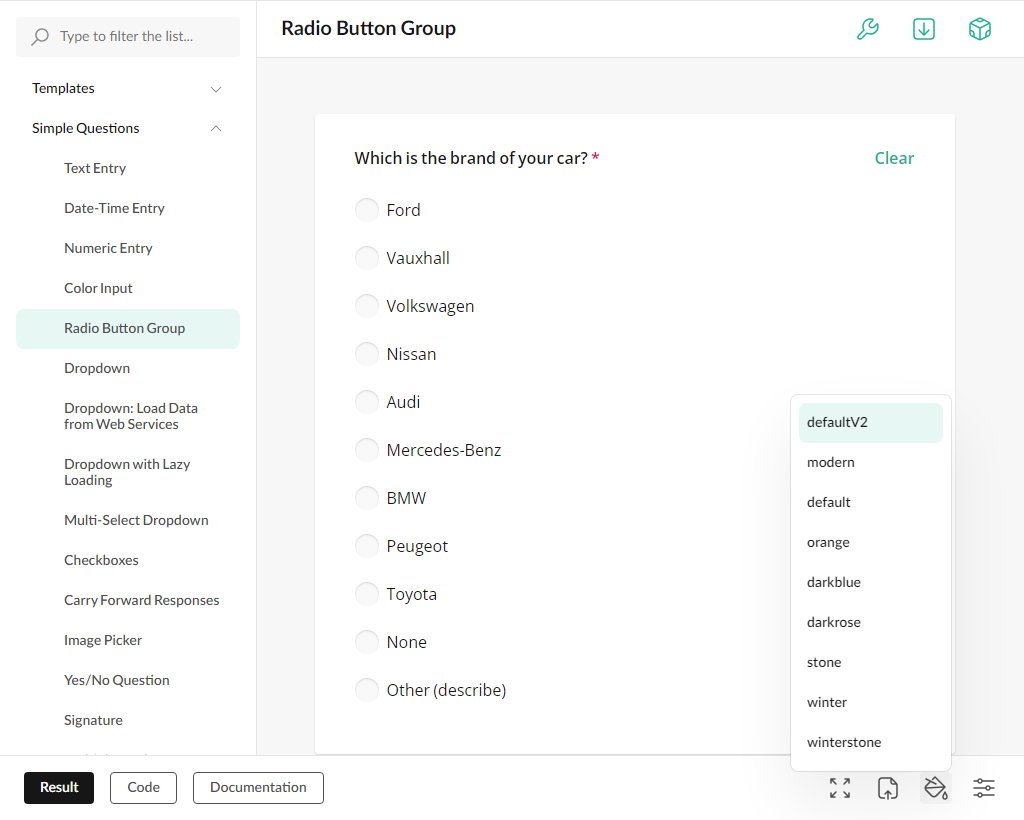 Type to filter the list...
Templates
Simple Questions
Text Entry
Date-Time Entry
Numeric Entry
Color Input
Radio Button Group
Dropdown
Dropdown: Load Data
from Web Services
Dropdown with Lazy
Loading
Multi-Select Dropdown
Checkboxes
Carry Forward Responses
Image Picker
Yes/No Question
Signature
Radio Button Group
Which is the brand of your car? *
Clear
Ford
Vauxhall
Volkswagen
Nissan
Audi
Mercedes-Benz
BMW
Peugeot
Toyota
None
Other (describe)
defaultV2
modern
default
orange
darkblue
darkrose
stone
winter
winterstone
Result
Code
Documentation